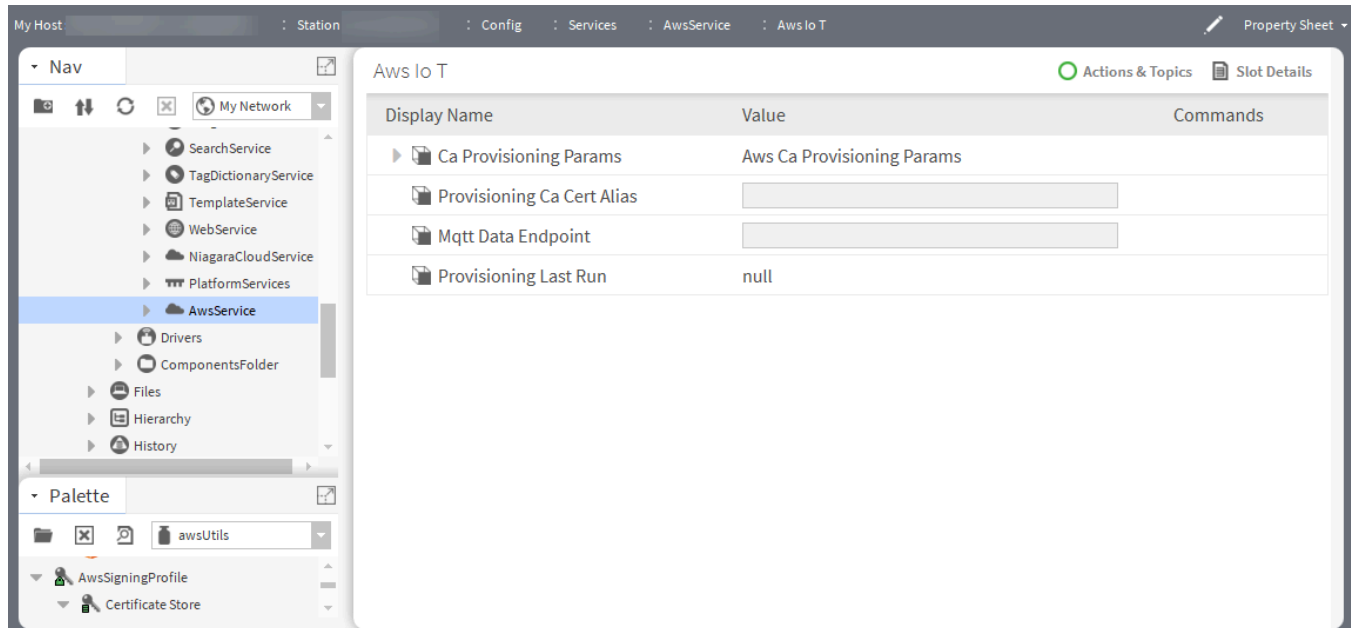 My Host : Station : Config : Services : AwsService : Aws Io T Property Sheet
Nav
My Network
SearchService
TagDictionaryService
TemplateService
WebService
NiagaraCloudService
PlatformServices
AwsService
Drivers
ComponentsFolder
Files
Hierarchy
History
Palette
awsUtils
AwsSigningProfile
Certificate Store
Aws Io T Actions & Topics Slot Details
Display Name Value Commands
Ca Provisioning Params Aws Ca Provisioning Params
Provisioning Ca Cert Alias
Mqtt Data Endpoint
Provisioning Last Run null